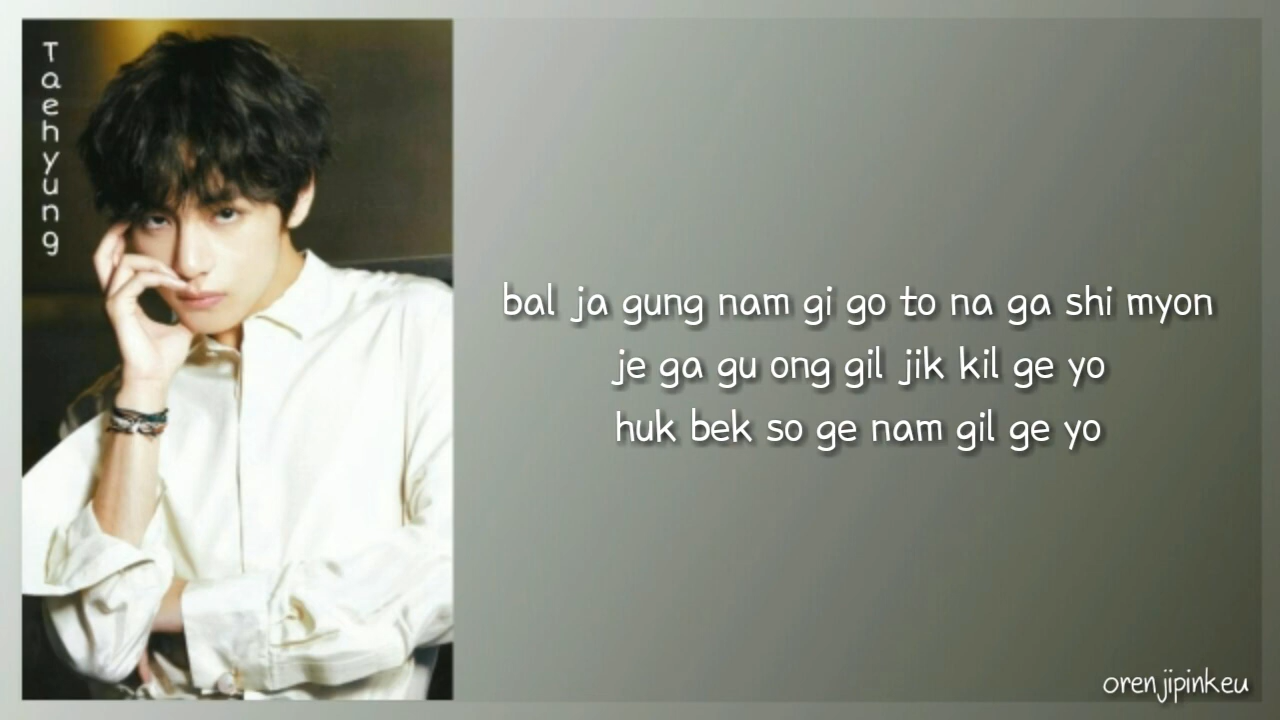 Taehyung
bal ja gung nam gi go to na ga shi myon
je ga gu ong gil jik kil ge yo
huk bek so ge nam gil ge yo
orenjipinkeu